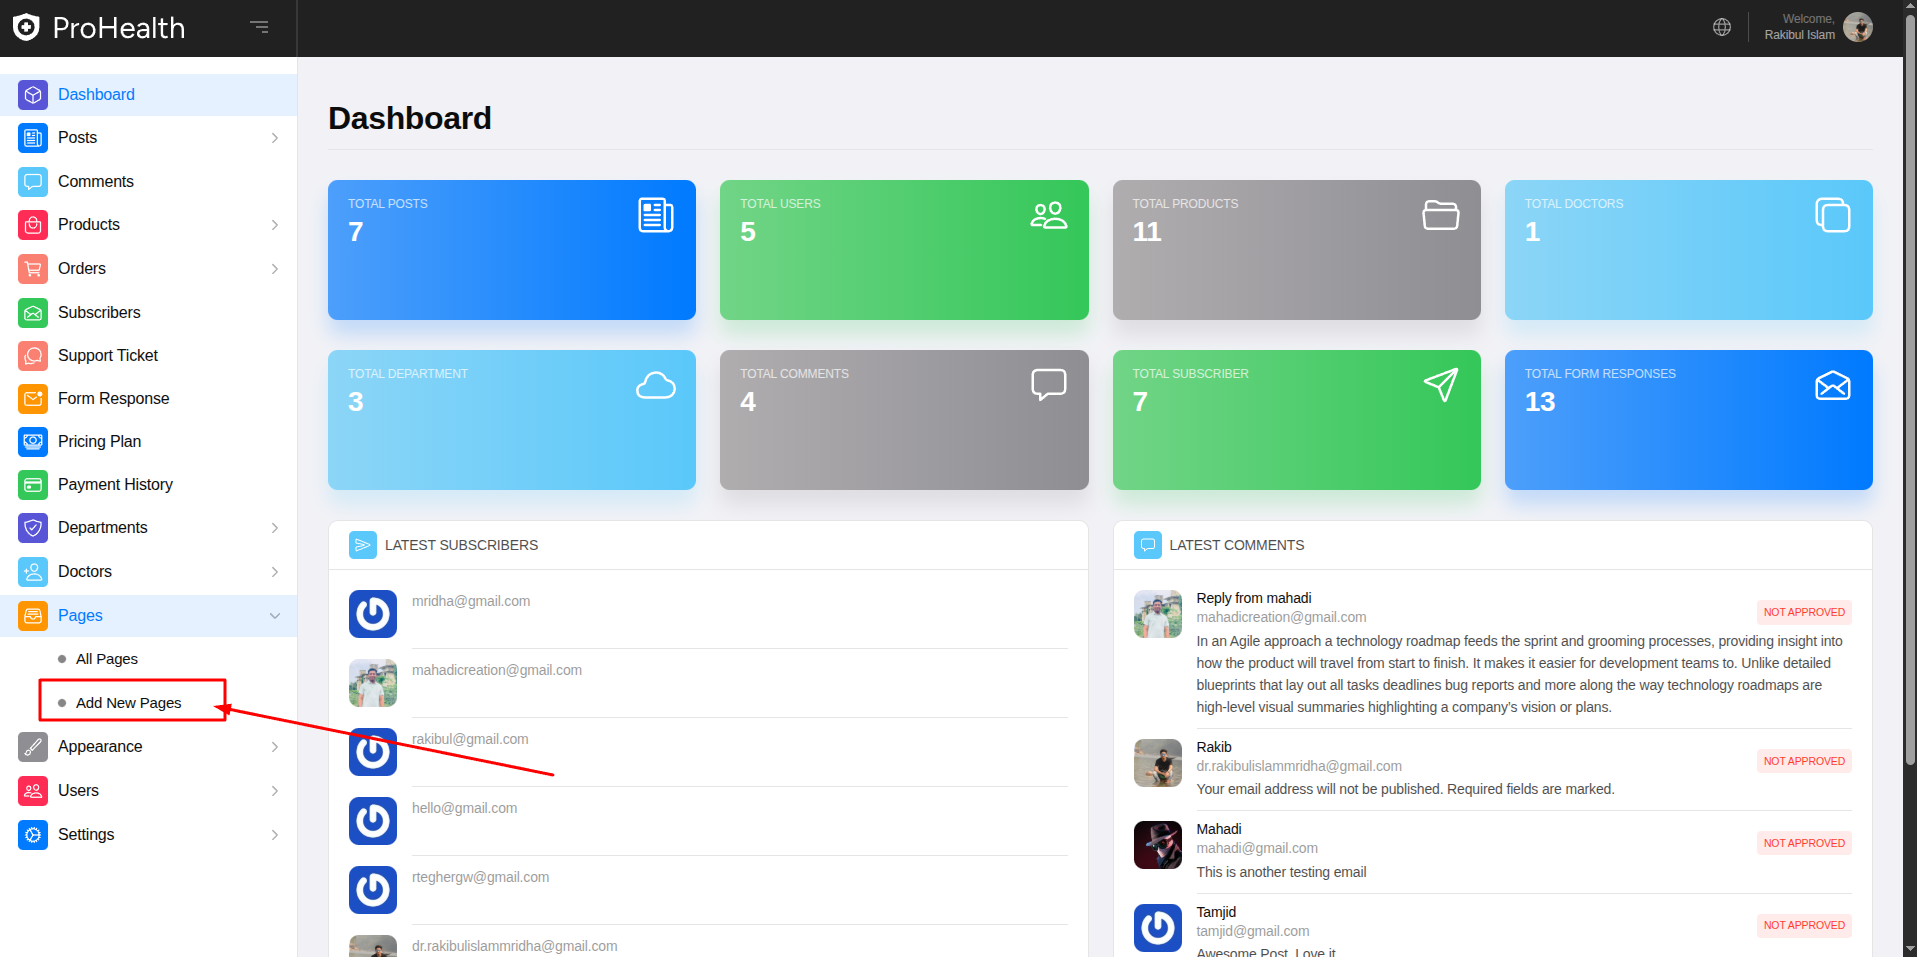 ProHealth
Welcome,
Rakibul Islam
Dashboard
Posts
Comments
Products
Orders
Subscribers
Support Ticket
Form Response
Pricing Plan
Payment History
Departments
Doctors
Pages
All Pages
Add New Pages
Appearance
Users
Settings
Dashboard
TOTAL POSTS
7
TOTAL USERS
5
TOTAL PRODUCTS
11
TOTAL DOCTORS
1
TOTAL DEPARTMENT
3
TOTAL COMMENTS
4
TOTAL SUBSCRIBER
7
TOTAL FORM RESPONSES
13
LATEST SUBSCRIBERS
mridha@gmail.com
mahadicreation@gmail.com
rakibul@gmail.com
hello@gmail.com
rteghergw@gmail.com
dr.rakibulislammridha@gmail.com
LATEST COMMENTS
Reply from mahadi
mahadicreation@gmail.com
NOT APPROVED
In an Agile approach a technology roadmap feeds the sprint and grooming processes, providing insight into
how the product will travel from start to finish. It makes it easier for development teams to. Unlike detailed
blueprints that lay out all tasks deadlines bug reports and more along the way technology roadmaps are
high-level visual summaries highlighting a company's vision or plans.
Rakib
dr.rakibulislammridha@gmail.com
NOT APPROVED
Your email address will not be published. Required fields are marked.
Mahadi
mahadi@gmail.com
NOT APPROVED
This is another testing email
Tamjid
tamjid@gmail.com
NOT APPROVED
Awesome Post. Love it